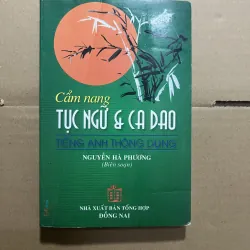 Cẩm nang
TỤC NGỮ & CA DAO
TIẾNG ANH THÔNG DỤNG
NGUYỄN HÀ PHƯƠNG
(Biên soạn)
NHÀ XUẤT BẢN TỔNG HỢP
ĐỒNG NAI